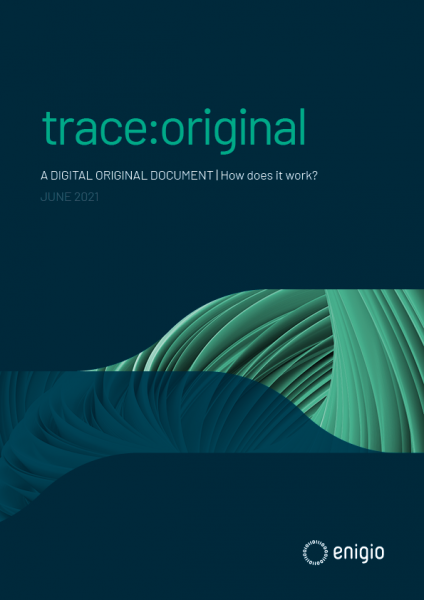 trace:original
A DIGITAL ORIGINAL DOCUMENT | How does it work?
JUNE 2021
enigio